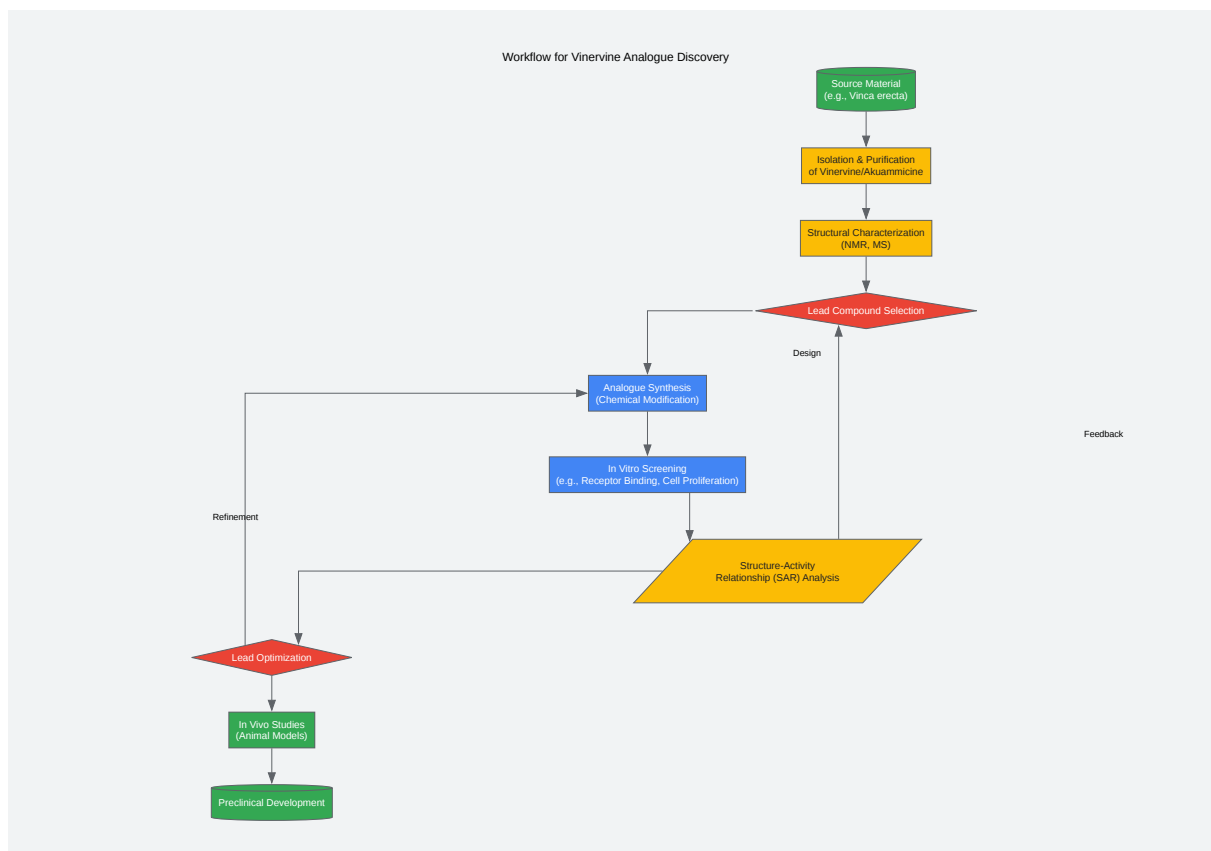 Workflow for Vinervine Analogue Discovery
Source Material
(e.g., Vinca erecta)
Isolation & Purification
of Vinervine/Akuammicine
Structural Characterization
(NMR, MS)
Lead Compound Selection
Design
Analogue Synthesis
(Chemical Modification)
Feedback
In Vitro Screening
(e.g., Receptor Binding, Cell Proliferation)
Refinement
Structure-Activity
Relationship (SAR) Analysis
Lead Optimization
In Vivo Studies
(Animal Models)
Preclinical Development